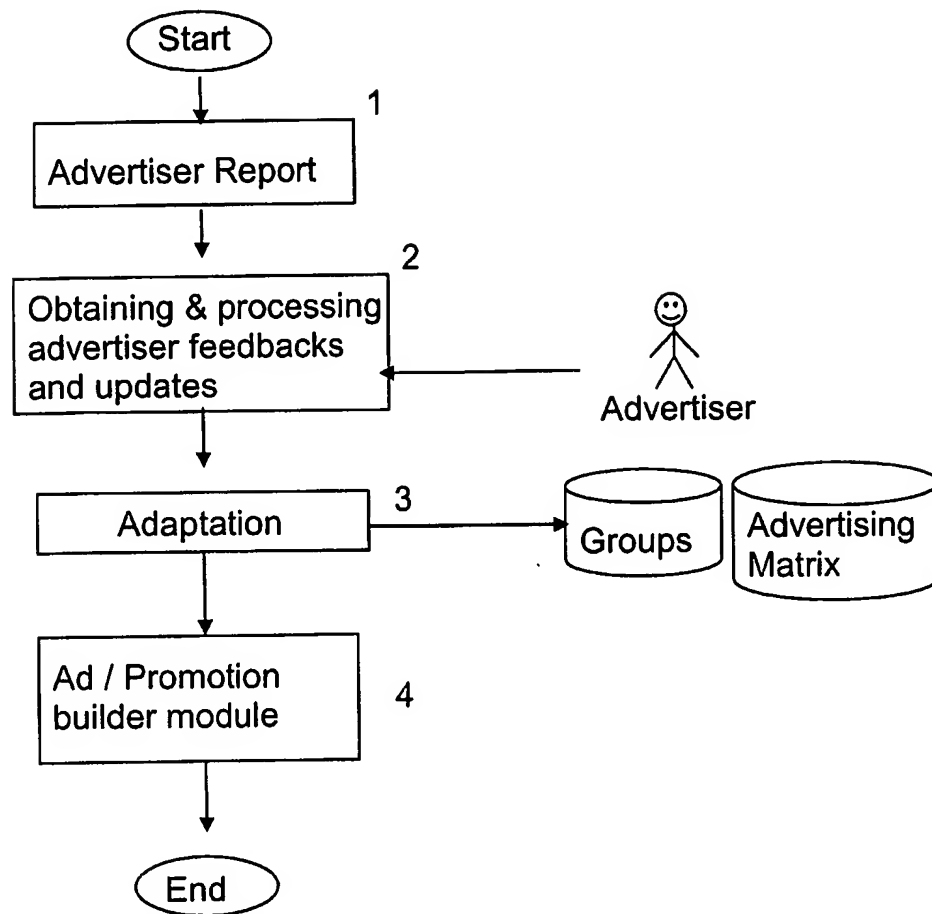 Start
1
Advertiser Report
2
Obtaining & processing
advertiser feedbacks
and updates
Advertiser
3
Adaptation
Groups
Advertising
Matrix
Ad / Promotion
builder module
4
End